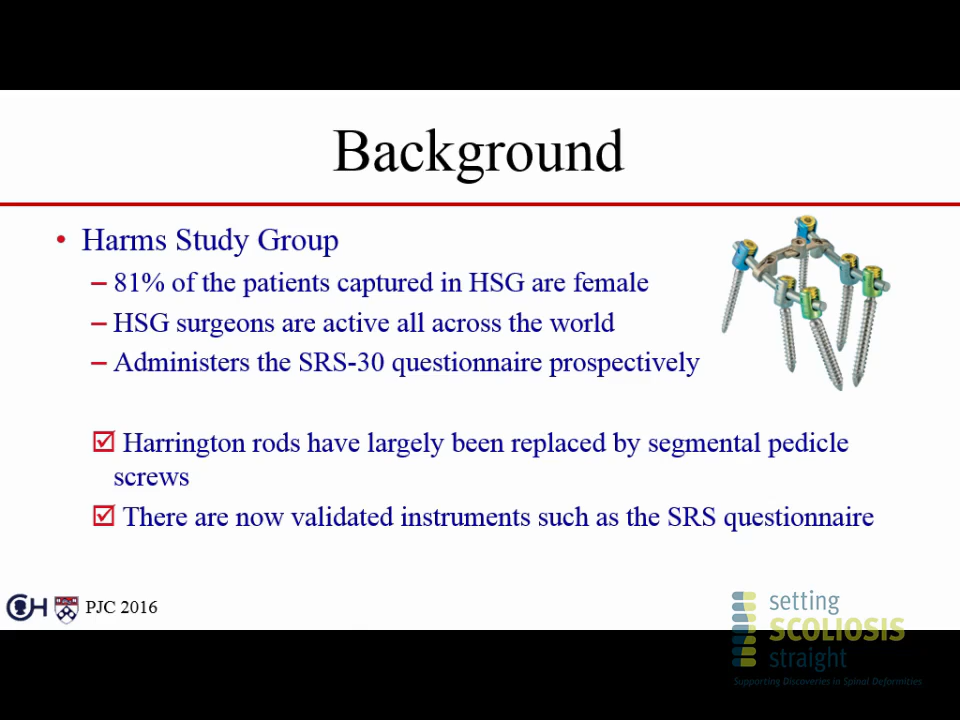 Background
• Harms Study Group
– 81% of the patients captured in HSG are female
– HSG surgeons are active all across the world
– Administers the SRS-30 questionnaire prospectively
☑ Harrington rods have largely been replaced by segmental pedicle
screws
☑ There are now validated instruments such as the SRS questionnaire
CH PJC 2016
setting
SCOLIOSIS
straight
Supporting Discoveries in Spinal Deformities